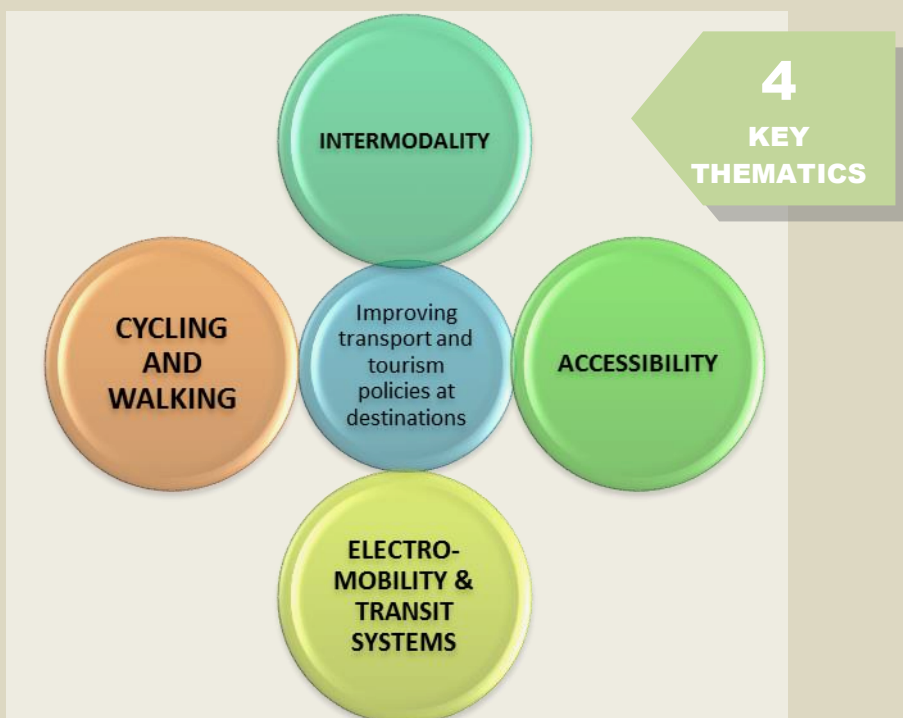 4
KEY
THEMATICS
INTERMODALITY
CYCLING
AND
WALKING
Improving
transport and
tourism
policies at
destinations
ACCESSIBILITY
ELECTRO-
MOBILITY &
TRANSIT
SYSTEMS